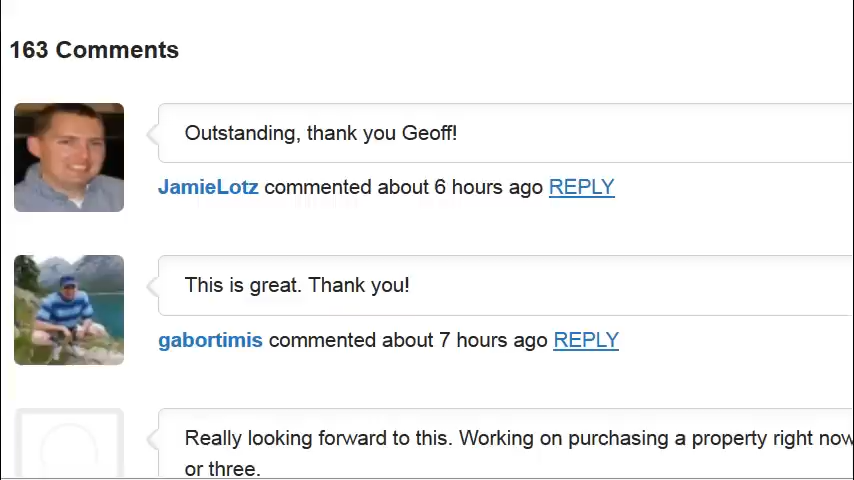 163 Comments
Outstanding, thank you Geoff!
JamieLotz commented about 6 hours ago REPLY
This is great. Thank you!
gabortimis commented about 7 hours ago REPLY
Really looking forward to this. Working on purchasing a property right now
or three.